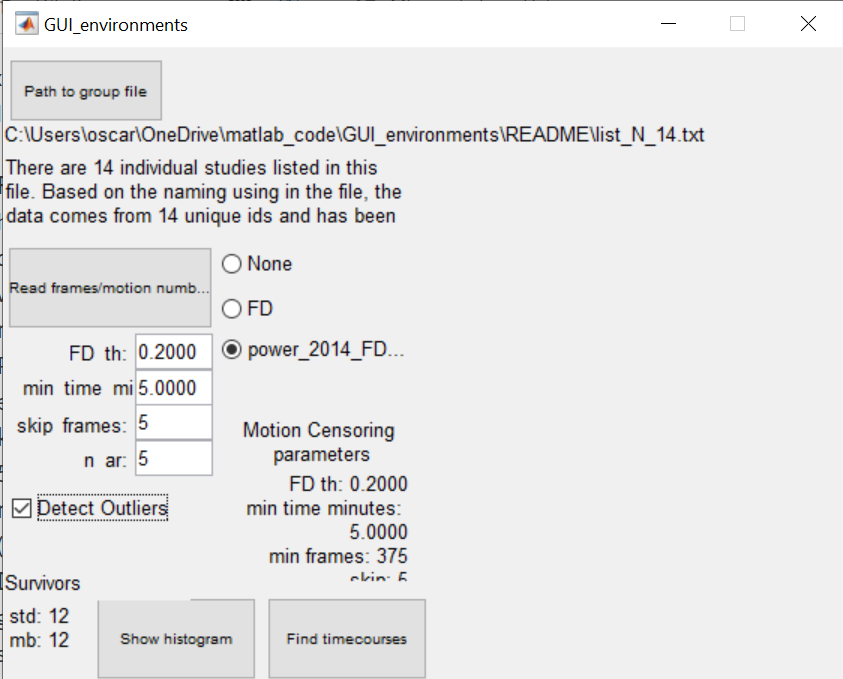 GUI_environments
Path to group file
C:\Users\oscar\OneDrive\matlab_code\GUI_environments\README\list_N_14.txt
There are 14 individual studies listed in this
file. Based on the naming using in the file, the
data comes from 14 unique ids and has been
Read frames/motion numb...
None
FD
power_2014_FD...
FD th: 0.2000
min time mi 5.0000
skip frames: 5
n ar: 5
Detect Outliers
Motion Censoring
parameters
FD th: 0.2000
min time minutes:
5.0000
min frames: 375
skip: 5
Survivors
std: 12
mb: 12
Show histogram
Find timecourses